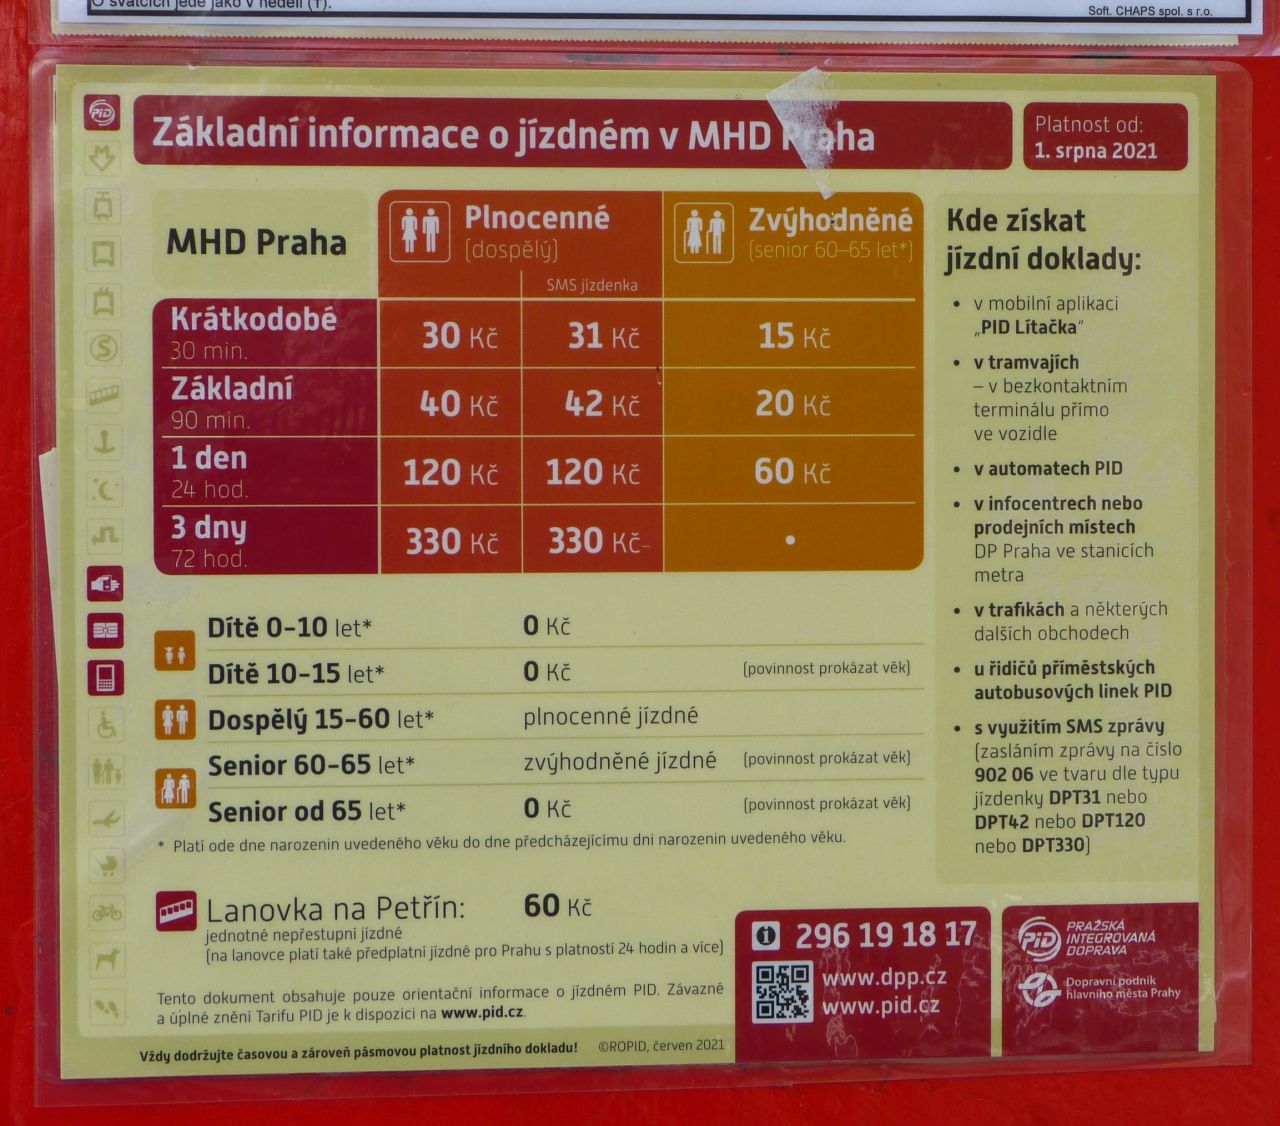 O svátcích jede jako v neděli (†).
Soft. CHAPS spol. s r.o.
PiD
Základní informace o jízdném v MHD Praha
Platnost od:
1. srpna 2021
MHD Praha
Plnocenné
(dospělý)
SMS jízdenka
Zvýhodněné
(senior 60–65 let*)
Krátkodobé
30 min.
30 Kč
31 Kč
15 Kč
Základní
90 min.
40 Kč
42 Kč
20 Kč
1 den
24 hod.
120 Kč
120 Kč
60 Kč
3 dny
72 hod.
330 Kč
330 Kč
•
Dítě 0–10 let*
0 Kč
Dítě 10–15 let*
0 Kč
(povinnost prokázat věk)
Dospělý 15–60 let*
plnocenné jízdné
Senior 60–65 let*
zvýhodněné jízdné
(povinnost prokázat věk)
Senior od 65 let*
0 Kč
(povinnost prokázat věk)
* Platí ode dne narozenin uvedeného věku do dne předcházejícímu dni narozenin uvedeného věku.
Lanovka na Petřín:
60 Kč
jednotné nepřestupní jízdné
(na lanovce platí také předplatní jízdné pro Prahu s platností 24 hodin a více)
Tento dokument obsahuje pouze orientační informace o jízdném PID. Závazné
a úplné znění Tarifu PID je k dispozici na www.pid.cz.
Vždy dodržujte časovou a zároveň pásmovou platnost jízdního dokladu!
©ROPID, červen 2021
Kde získat
jízdní doklady:
• v mobilní aplikaci
„PID Lítačka“
• v tramvajích
– v bezkontaktním
terminálu přímo
ve vozidle
• v automatech PID
• v infocentrech nebo
prodejních místech
DP Praha ve stanicích
metra
• v trafikách a některých
dalších obchodech
• u řidičů příměstských
autobusových linek PID
• s využitím SMS zprávy
(zasláním zprávy na číslo
902 06 ve tvaru dle typu
jízdenky DPT31 nebo
DPT42 nebo DPT120
nebo DPT330)
296 19 18 17
www.dpp.cz
www.pid.cz
PiD
PRAŽSKÁ
INTEGROVANÁ
DOPRAVA
Dopravní podnik
hlavního města Prahy